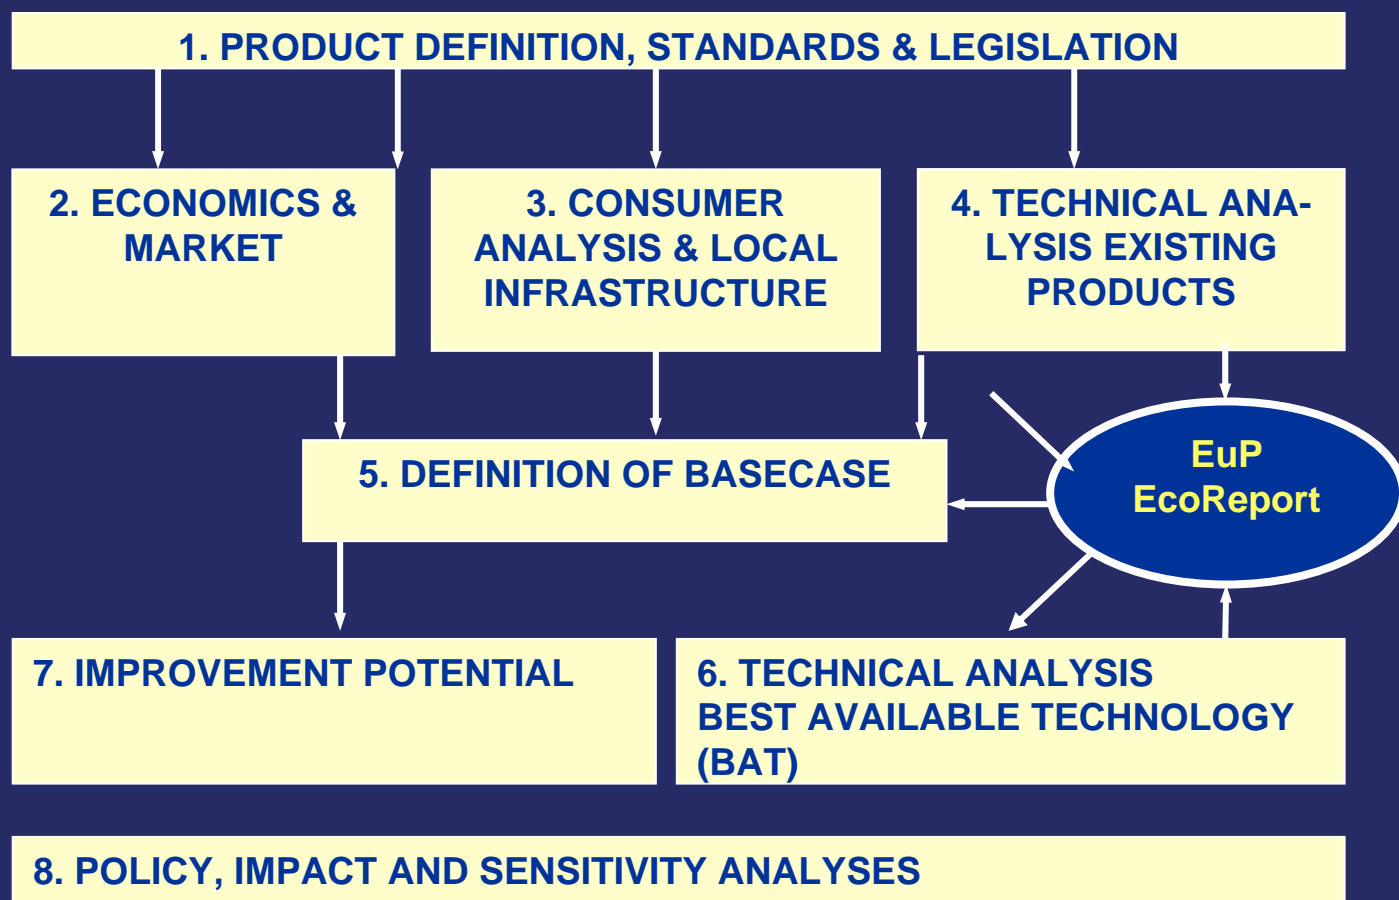 1. PRODUCT DEFINITION, STANDARDS & LEGISLATION
2. ECONOMICS &
MARKET
3. CONSUMER
ANALYSIS & LOCAL
INFRASTRUCTURE
4. TECHNICAL ANA-
LYSIS EXISTING
PRODUCTS
5. DEFINITION OF BASECASE
EuP
EcoReport
7. IMPROVEMENT POTENTIAL
6. TECHNICAL ANALYSIS
BEST AVAILABLE TECHNOLOGY
(BAT)
8. POLICY, IMPACT AND SENSITIVITY ANALYSES